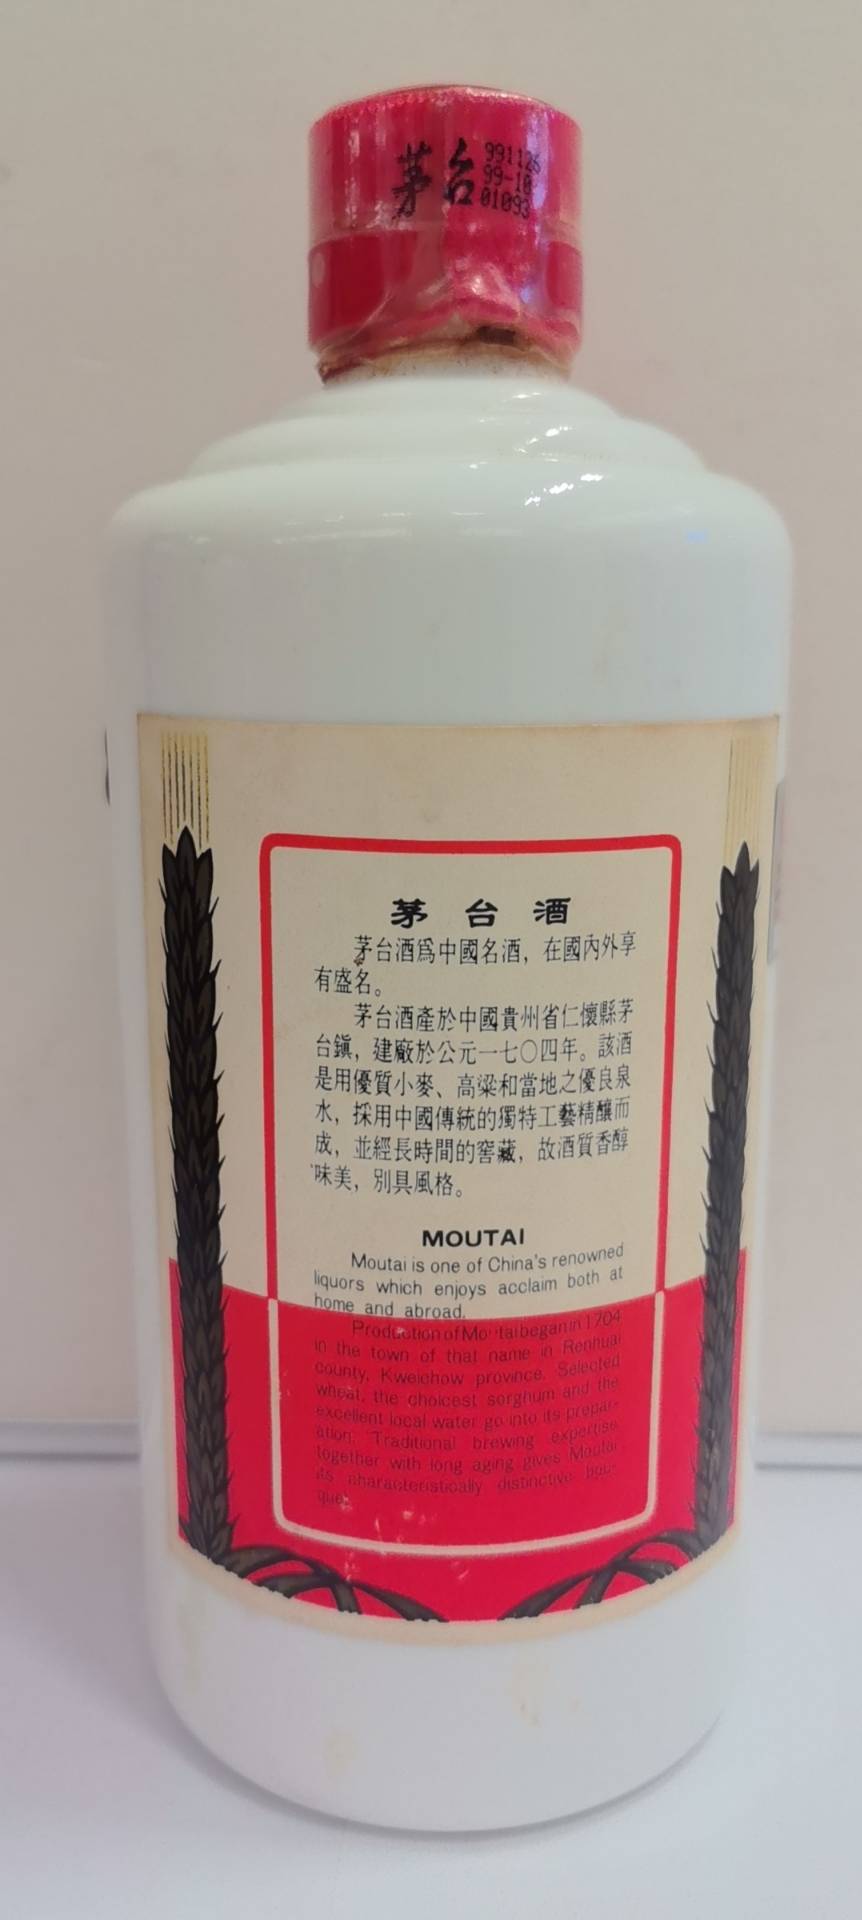 茅台
991126
99-10
01093
茅台酒
茅台酒爲中國名酒，在國內外享
有盛名。
茅台酒產於中國貴州省仁懷縣茅
台鎭，建廠於公元一七〇四年。該酒
是用優質小麥、高粱和當地之優良泉
水，採用中國傳統的獨特工藝精釀而
成，並經長時間的窖藏，故酒質香醇
味美，別具風格。
MOUTAI
Moutai is one of China's renowned
liquors which enjoys acclaim both at
home and abroad.
Production of Moutai began in 1704
in the town of that name in Renhuai
county, Kweichow province. Selected
wheat, the choicest sorghum and the
excellent local water go into its prepar-
ation. Traditional brewing expertise
together with long aging gives Moutai
its characteristically distinctive bou-
quet.